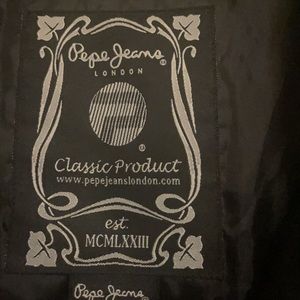 Pepe Jeans®
LONDON
®
Classic Product
www.pepejeanslondon.com
est.
MCMLXXIII
Pepe Jeans